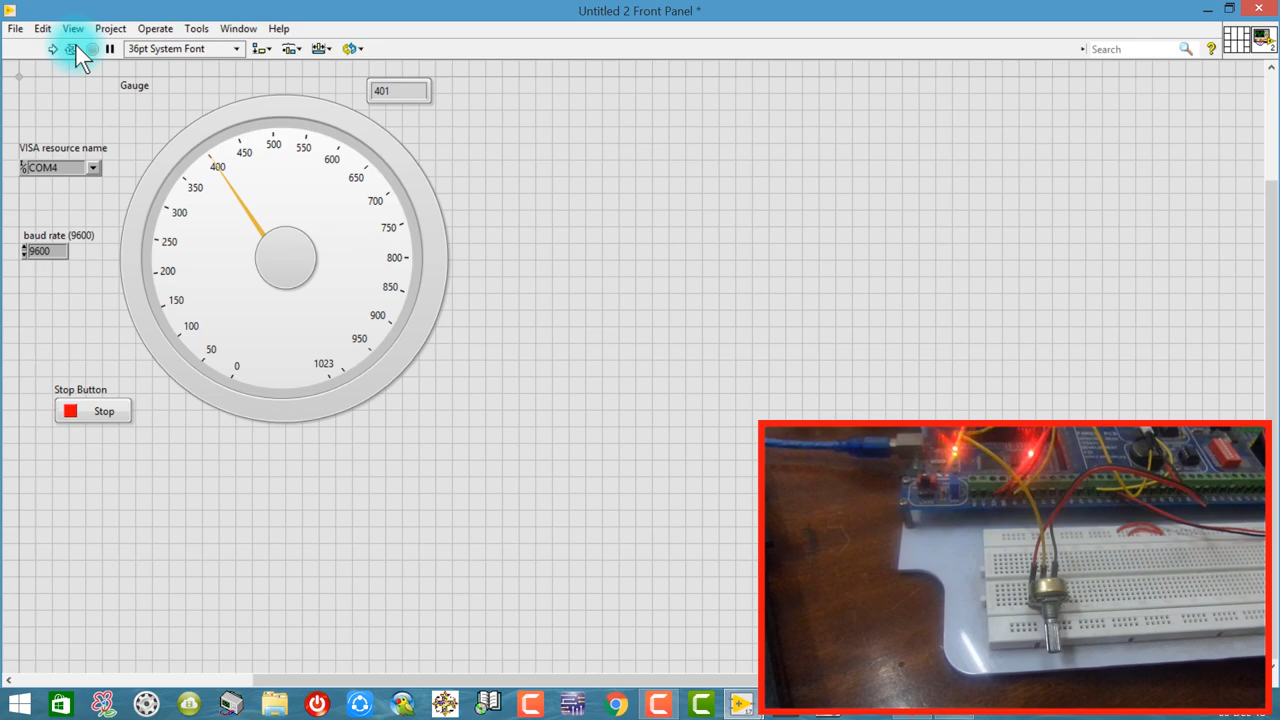 Untitled 2 Front Panel *
File Edit View Project Operate Tools Window Help
36pt System Font
Search
?
2
Gauge
401
VISA resource name
COM4
baud rate (9600)
9600
Stop Button
Stop
0
50
100
150
200
250
300
350
400
450
500
550
600
650
700
750
800
850
900
950
1023